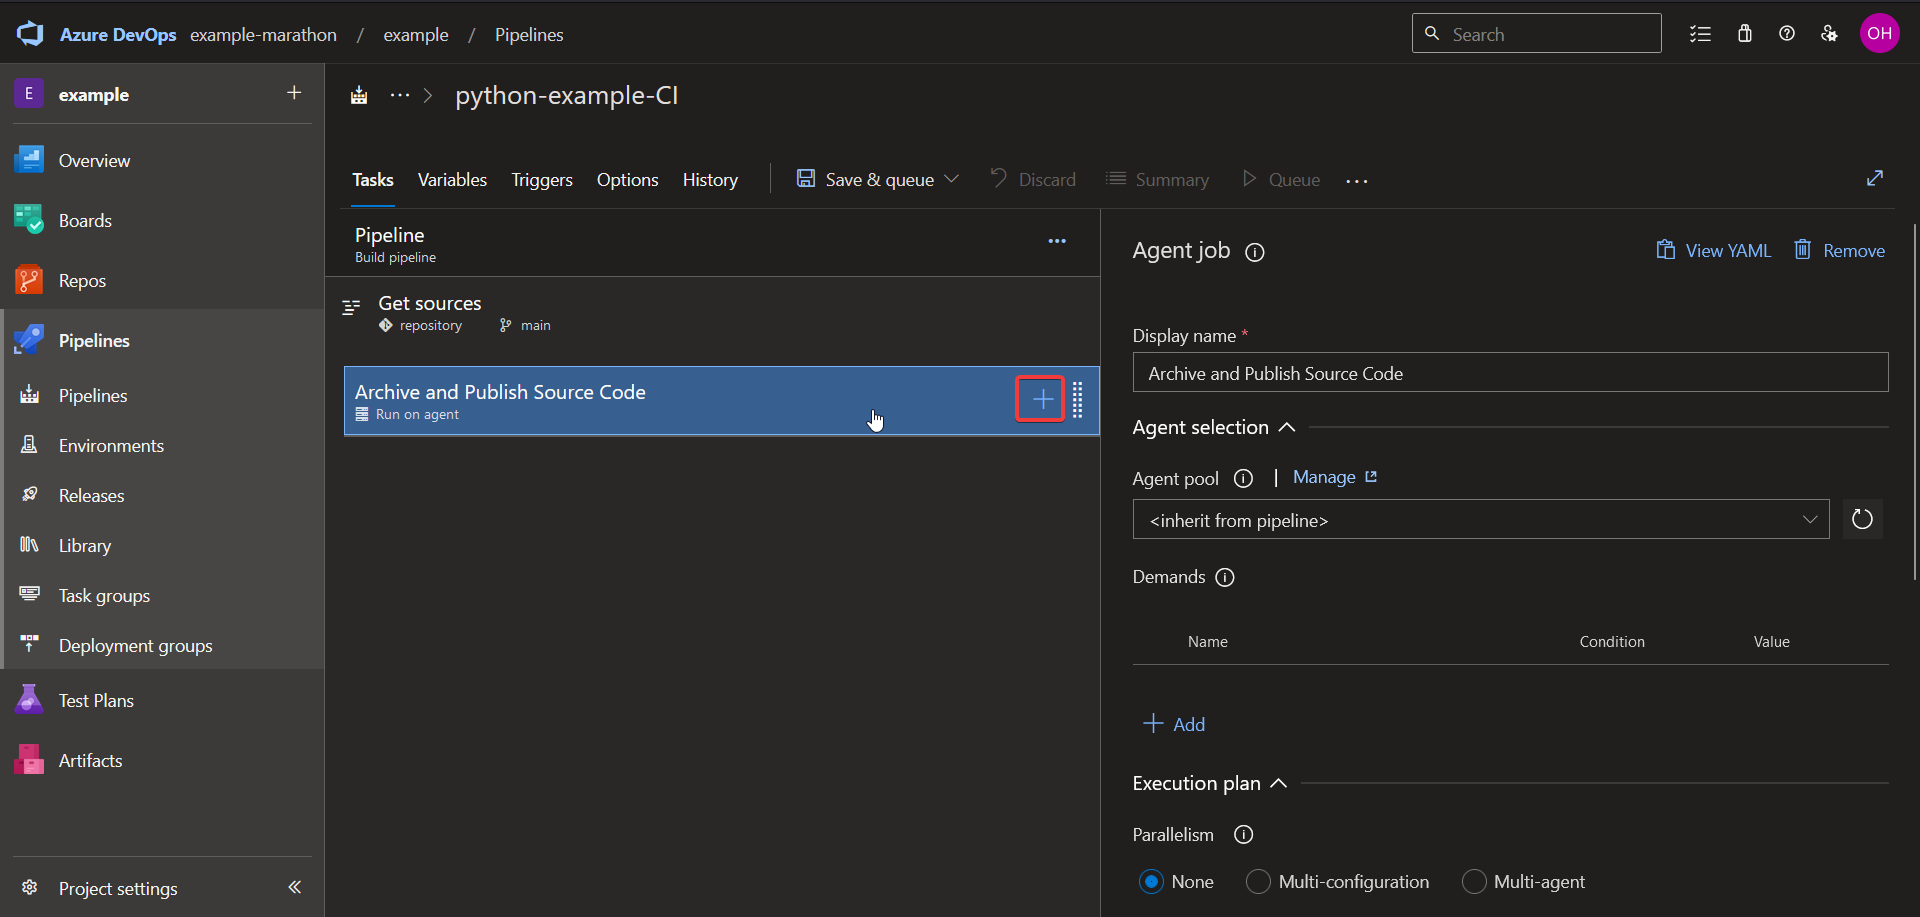 Azure DevOps example-marathon / example / Pipelines
Search
OH
E example
Overview
Boards
Repos
Pipelines
Pipelines
Environments
Releases
Library
Task groups
Deployment groups
Test Plans
Artifacts
Project settings
python-example-CI
Tasks Variables Triggers Options History Save & queue Discard Summary Queue
Pipeline
Build pipeline
Get sources
repository main
Archive and Publish Source Code
Run on agent
Agent job View YAML Remove
Display name *
Archive and Publish Source Code
Agent selection
Agent pool | Manage
<inherit from pipeline>
Demands
Name Condition Value
Add
Execution plan
Parallelism
None Multi-configuration Multi-agent